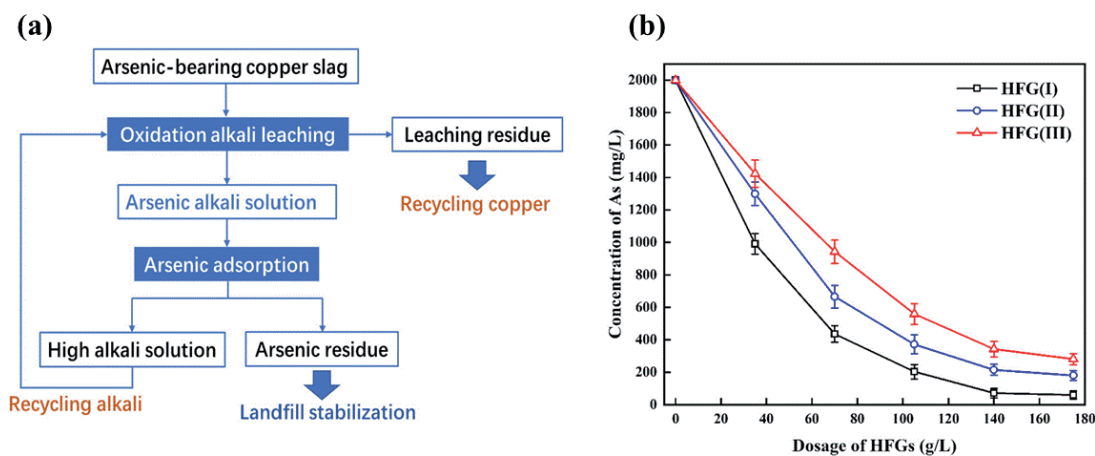 (a)
Arsenic-bearing copper slag
Oxidation alkali leaching
Leaching residue
Arsenic alkali solution
Recycling copper
Arsenic adsorption
High alkali solution
Arsenic residue
Recycling alkali
Landfill stabilization
(b)
HFG(I)
HFG(II)
HFG(III)
Concentration of As (mg/L)
2000
1800
1600
1400
1200
1000
800
600
400
200
0
0 20 40 60 80 100 120 140 160 180
Dosage of HFGs (g/L)